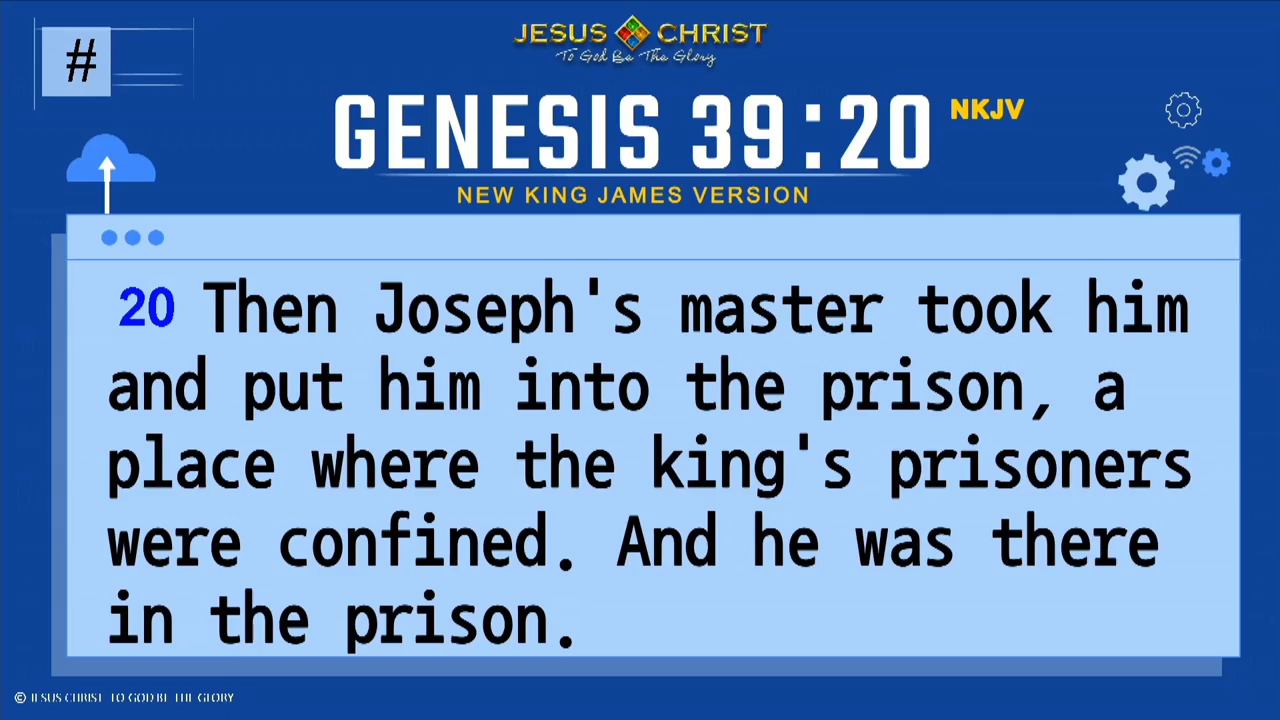 #
JESUS CHRIST
To God Be The Glory
GENESIS 39:20 NKJV
NEW KING JAMES VERSION
20 Then Joseph's master took him
and put him into the prison, a
place where the king's prisoners
were confined. And he was there
in the prison.
© JESUS CHRIST TO GOD BE THE GLORY